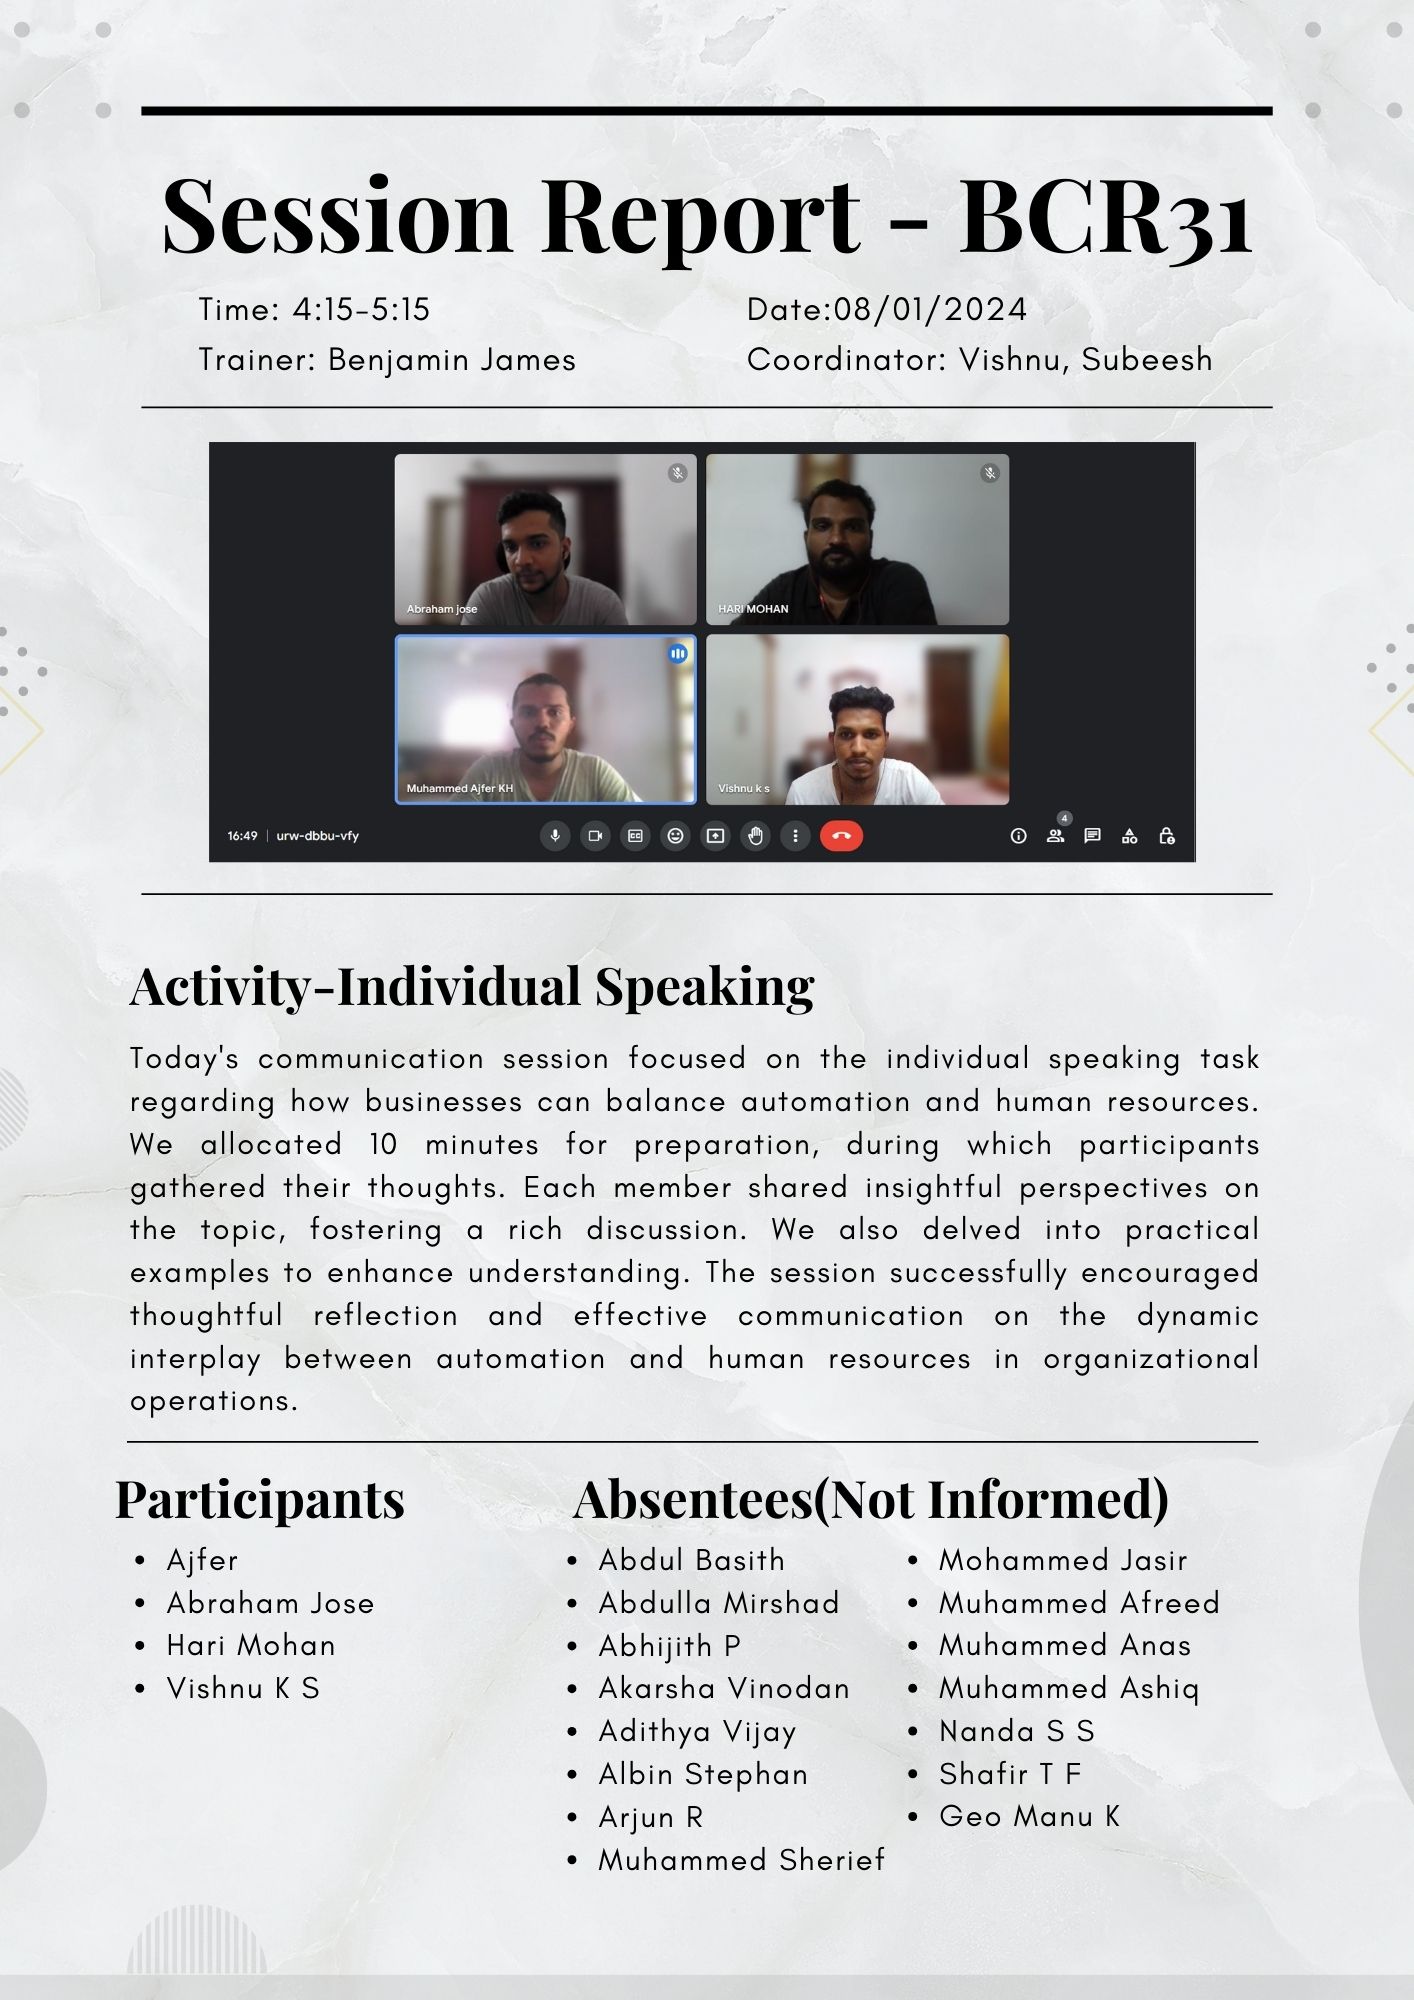 Session Report - BCR31
Time: 4:15-5:15
Date:08/01/2024
Trainer: Benjamin James
Coordinator: Vishnu, Subeesh
Abraham jose
HARI MOHAN
Muhammed Ajfer KH
Vishnu k s
16:49 | urw-dbbu-vfy
CC
4
Activity-Individual Speaking
Today's communication session focused on the individual speaking task
regarding how businesses can balance automation and human resources.
We allocated 10 minutes for preparation, during which participants
gathered their thoughts. Each member shared insightful perspectives on
the topic, fostering a rich discussion. We also delved into practical
examples to enhance understanding. The session successfully encouraged
thoughtful reflection and effective communication on the dynamic
interplay between automation and human resources in organizational
operations.
Participants
• Ajfer
• Abraham Jose
• Hari Mohan
• Vishnu K S
Absentees(Not Informed)
• Abdul Basith
• Abdulla Mirshad
• Abhijith P
• Akarsha Vinodan
• Adithya Vijay
• Albin Stephan
• Arjun R
• Muhammed Sherief
• Mohammed Jasir
• Muhammed Afreed
• Muhammed Anas
• Muhammed Ashiq
• Nanda S S
• Shafir T F
• Geo Manu K